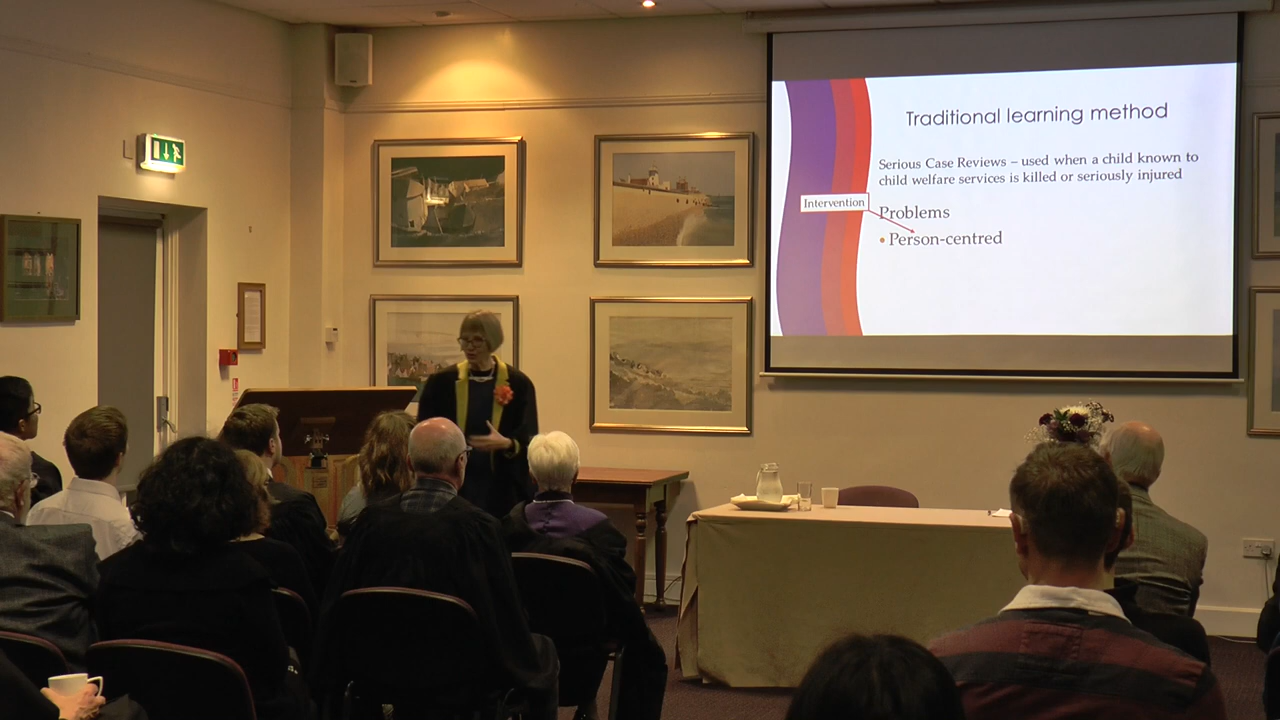 Traditional learning method
Serious Case Reviews – used when a child known to
child welfare services is killed or seriously injured
Intervention
Problems
• Person-centred